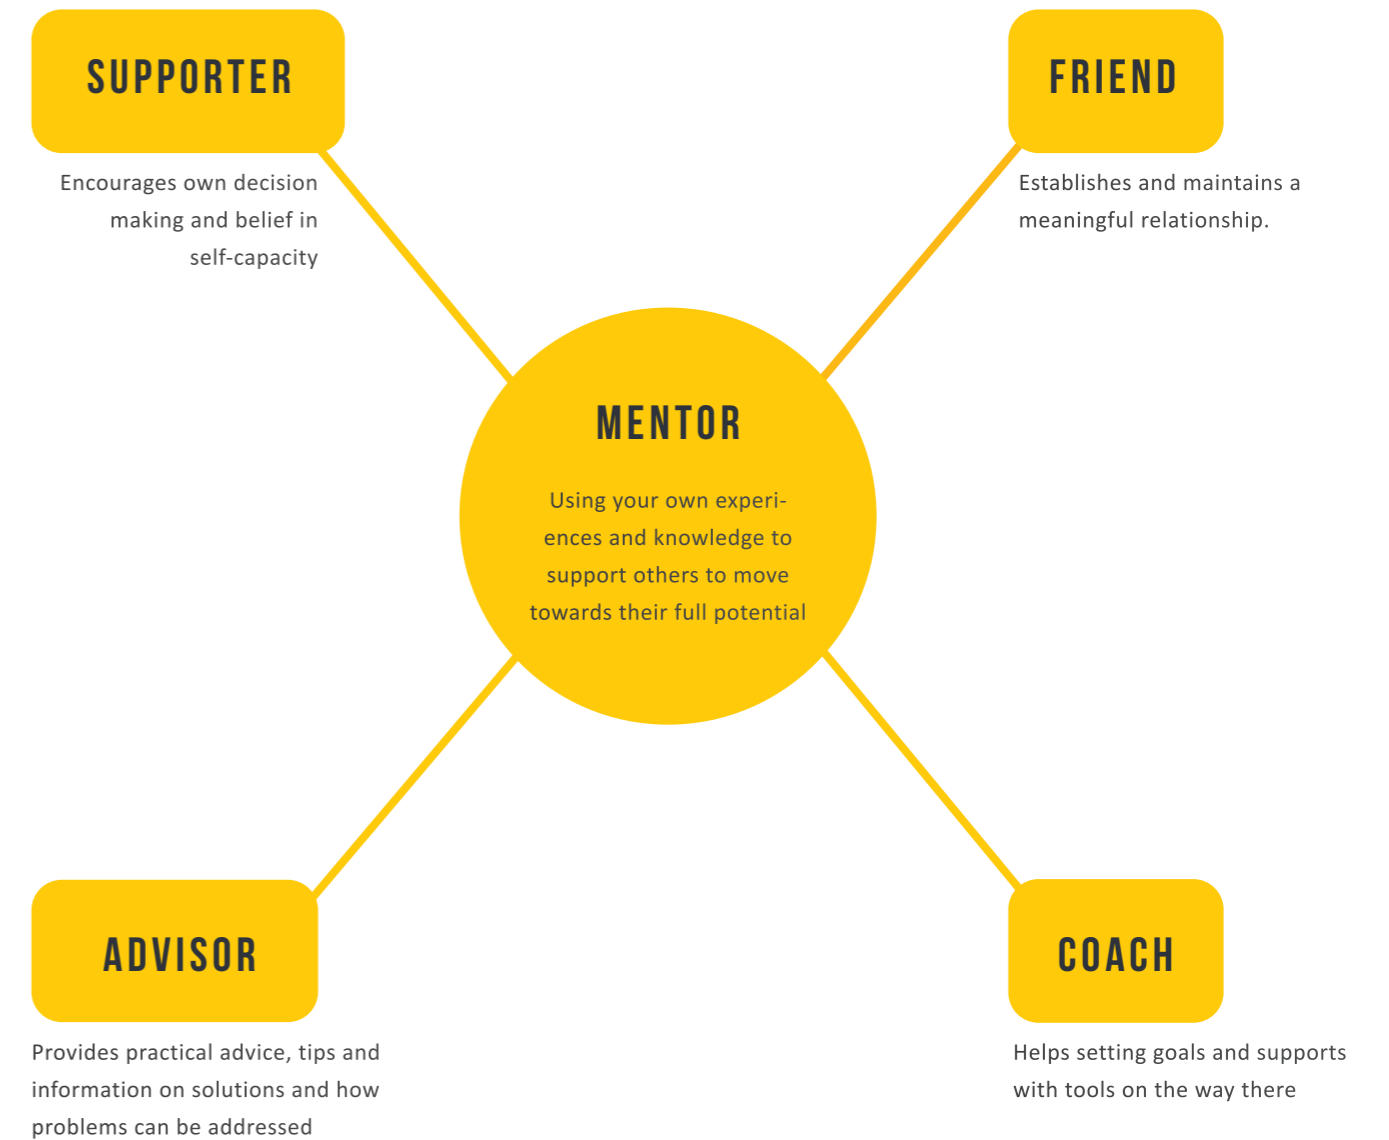 SUPPORTER
Encourages own decision
making and belief in
self-capacity
FRIEND
Establishes and maintains a
meaningful relationship.
MENTOR
Using your own experi-
ences and knowledge to
support others to move
towards their full potential
ADVISOR
Provides practical advice, tips and
information on solutions and how
problems can be addressed
COACH
Helps setting goals and supports
with tools on the way there